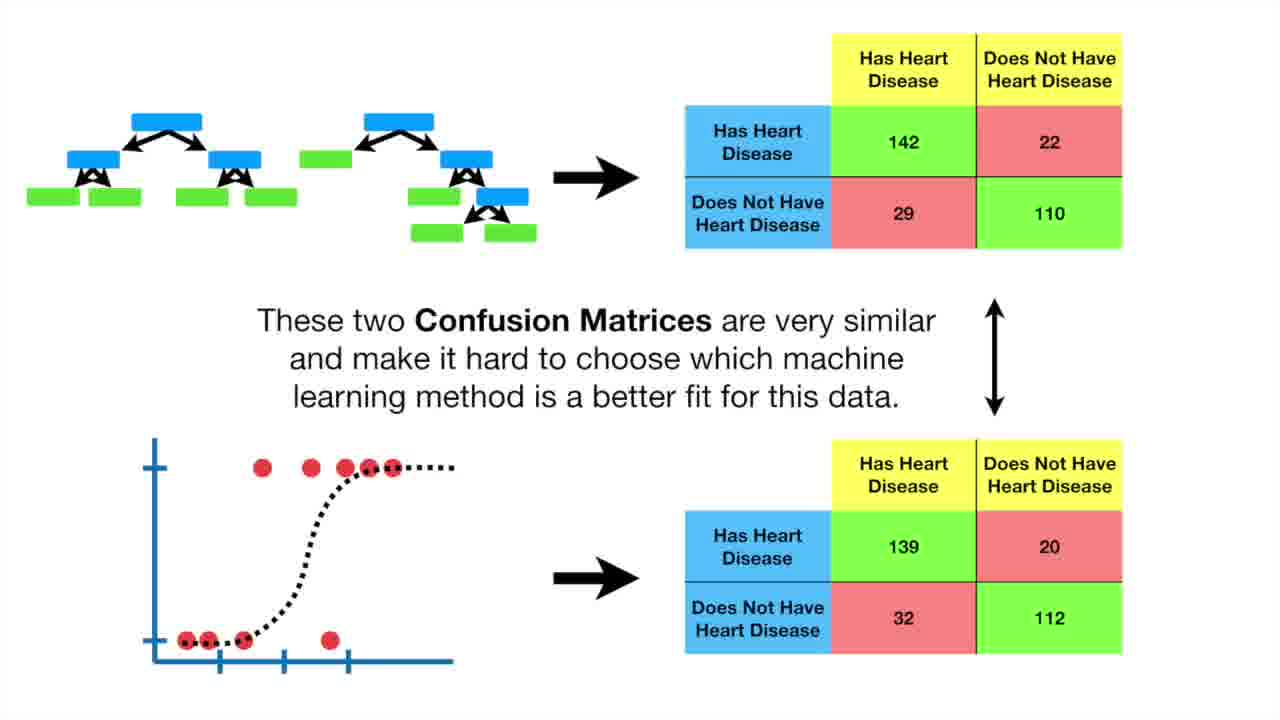 Has Heart
Disease
Does Not Have
Heart Disease
Has Heart
Disease
142
22
Does Not Have
Heart Disease
29
110
These two Confusion Matrices are very similar
and make it hard to choose which machine
learning method is a better fit for this data.
Has Heart
Disease
Does Not Have
Heart Disease
Has Heart
Disease
139
20
Does Not Have
Heart Disease
32
112